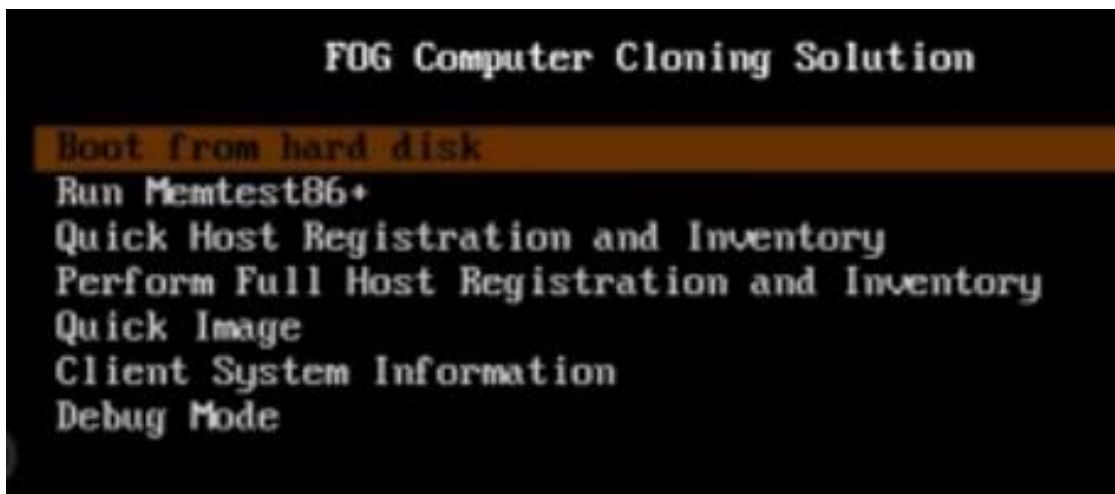 FOG Computer Cloning Solution
Boot from hard disk
Run Memtest86+
Quick Host Registration and Inventory
Perform Full Host Registration and Inventory
Quick Image
Client System Information
Debug Mode